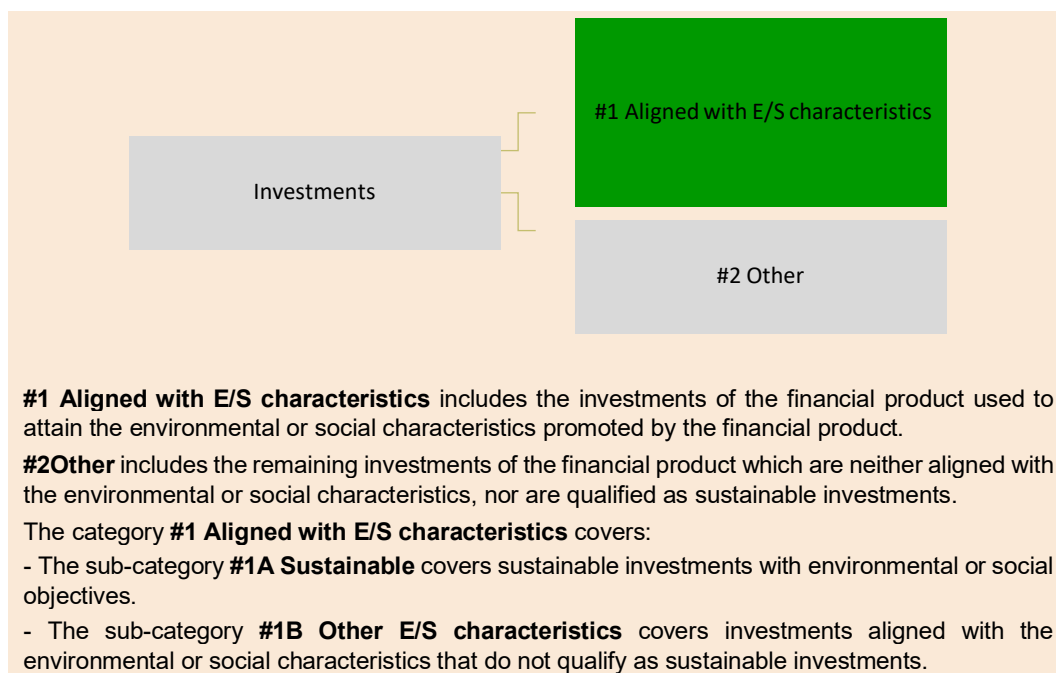 #1 Aligned with E/S characteristics
Investments
#2 Other
#1 Aligned with E/S characteristics includes the investments of the financial product used to
attain the environmental or social characteristics promoted by the financial product.
#2Other includes the remaining investments of the financial product which are neither aligned with
the environmental or social characteristics, nor are qualified as sustainable investments.
The category #1 Aligned with E/S characteristics covers:
- The sub-category #1A Sustainable covers sustainable investments with environmental or social
objectives.
- The sub-category #1B Other E/S characteristics covers investments aligned with the
environmental or social characteristics that do not qualify as sustainable investments.